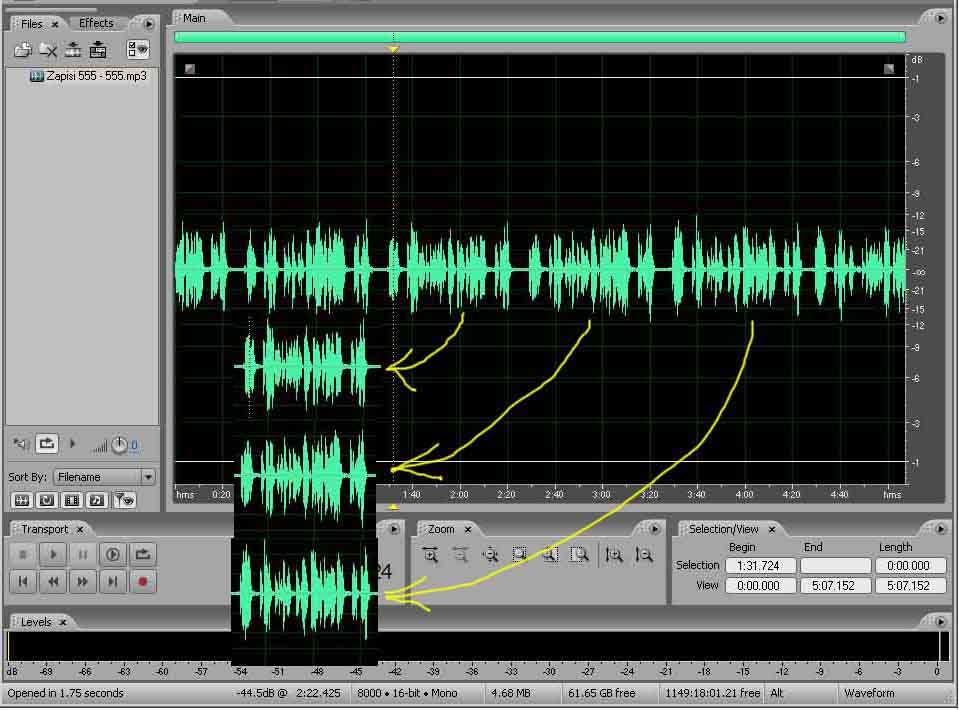 Files × Effects
Main
Zapisi 555 - 555.mp3
dB
-1
-3
-6
-9
-12
-15
-21
-∞
-21
-15
-12
-9
-6
-3
-1
0
Sort By: Filename
hms 0:20 1:40 2:00 2:20 2:40 3:00 3:20 3:40 4:00 4:20 4:40 hms
Transport ×
24
Zoom ×
Selection/View ×
Begin End Length
Selection 1:31.724 0:00.000
View 0:00.000 5:07.152 5:07.152
Levels ×
dB -69 -66 -63 -60 -57 -54 -51 -48 -45 -42 -39 -36 -33 -30 -27 -24 -21 -18 -15 -12 -9 -6 -3 0
Opened in 1.75 seconds -44.5dB @ 2:22.425 8000 • 16-bit • Mono 4.68 MB 61.65 GB free 1149:18:01.21 free Alt Waveform